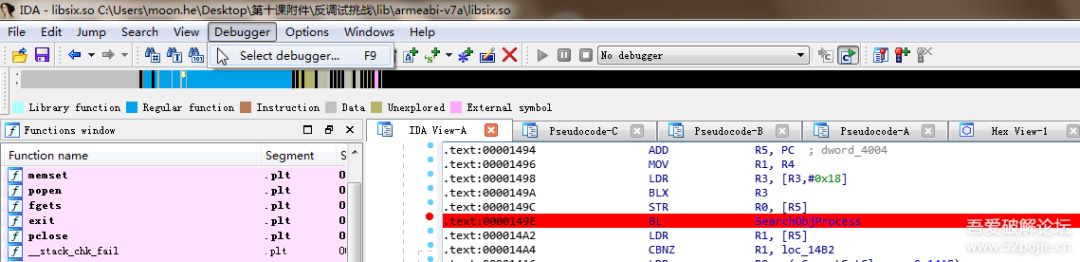 IDA - libsix.so C:\Users\moon.he\Desktop\第十课附件\反调试挑战\lib\armeabi-v7a\libsix.so
File Edit Jump Search View Debugger Options Windows Help
Select debugger... F9
No debugger
Library function Regular function Instruction Data Unexplored External symbol
Functions window
IDA View-A Pseudocode-C Pseudocode-B Pseudocode-A Hex View-1
Function name Segment
memset .plt
popen .plt
fgets .plt
exit .plt
pclose .plt
__stack_chk_fail .plt
.text:00001494 ADD R5, PC ; dword_4004
.text:00001496 MOV R1, R4
.text:00001498 LDR R3, [R3,#0x18]
.text:0000149A BLX R3
.text:0000149C STR R0, [R5]
.text:0000149E BL SearchObjProcess
.text:000014A2 LDR R1, [R5]
.text:000014A4 CBNZ R1, loc_14B2
吾爱破解论坛
www.52pojie.cn